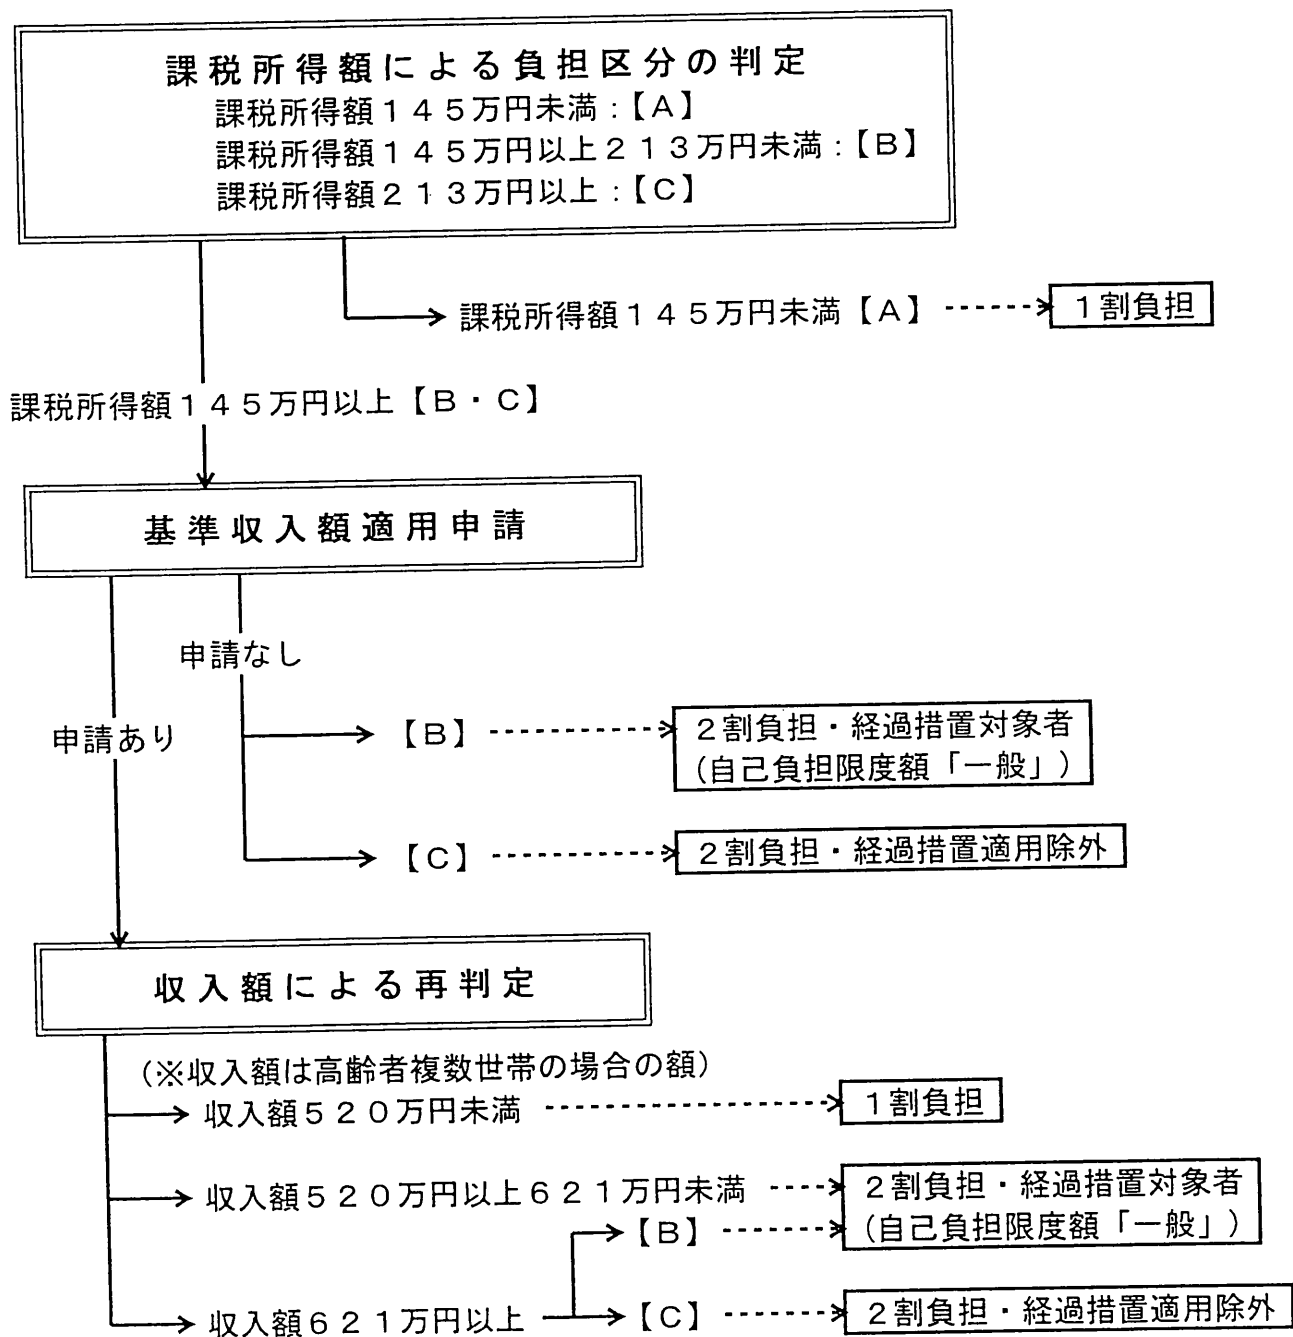 課税所得額による負担区分の判定
課税所得額１４５万円未満：【Ａ】
課税所得額１４５万円以上２１３万円未満：【Ｂ】
課税所得額２１３万円以上：【Ｃ】
課税所得額１４５万円未満【Ａ】
１割負担
課税所得額１４５万円以上【Ｂ・Ｃ】
基準収入額適用申請
申請なし
申請あり
【Ｂ】
２割負担・経過措置対象者
（自己負担限度額「一般」）
【Ｃ】
２割負担・経過措置適用除外
収入額による再判定
（※収入額は高齢者複数世帯の場合の額）
収入額５２０万円未満
１割負担
収入額５２０万円以上６２１万円未満
２割負担・経過措置対象者
（自己負担限度額「一般」）
【Ｂ】
収入額６２１万円以上
【Ｃ】
２割負担・経過措置適用除外